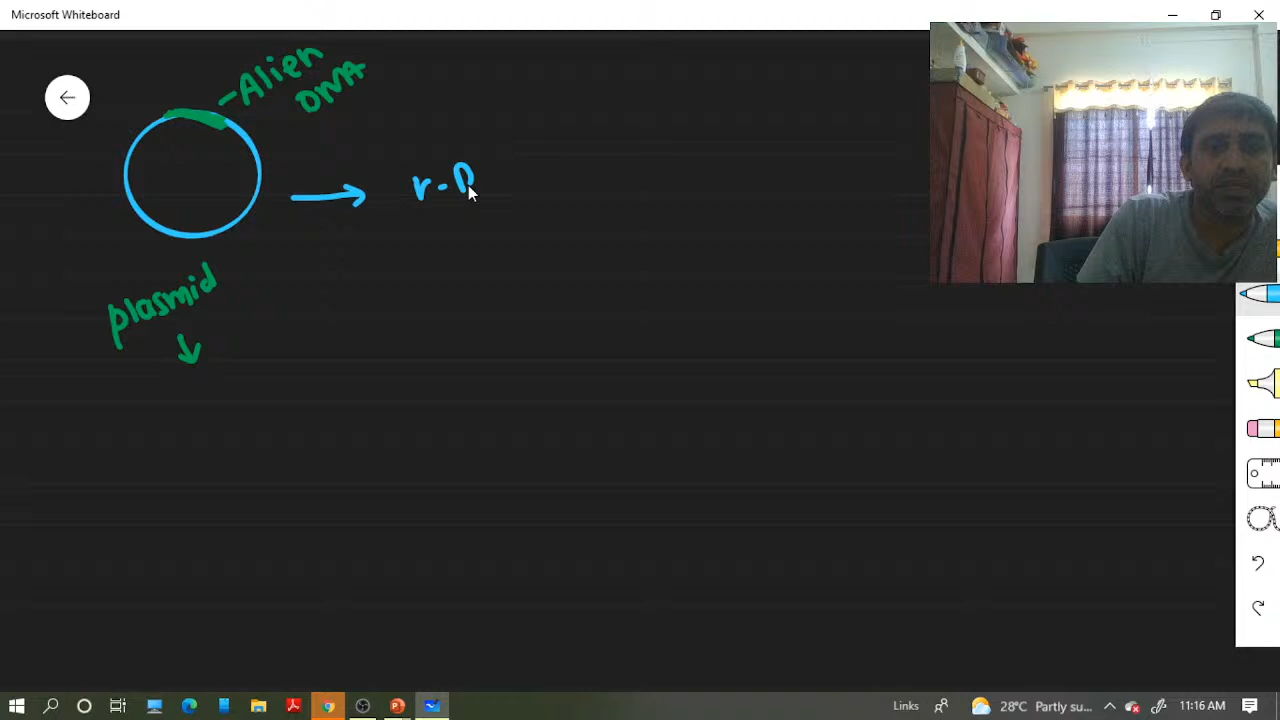 Microsoft Whiteboard
-Alien
DNA
r-D
plasmid
Links
28°C Partly su...
11:16 AM